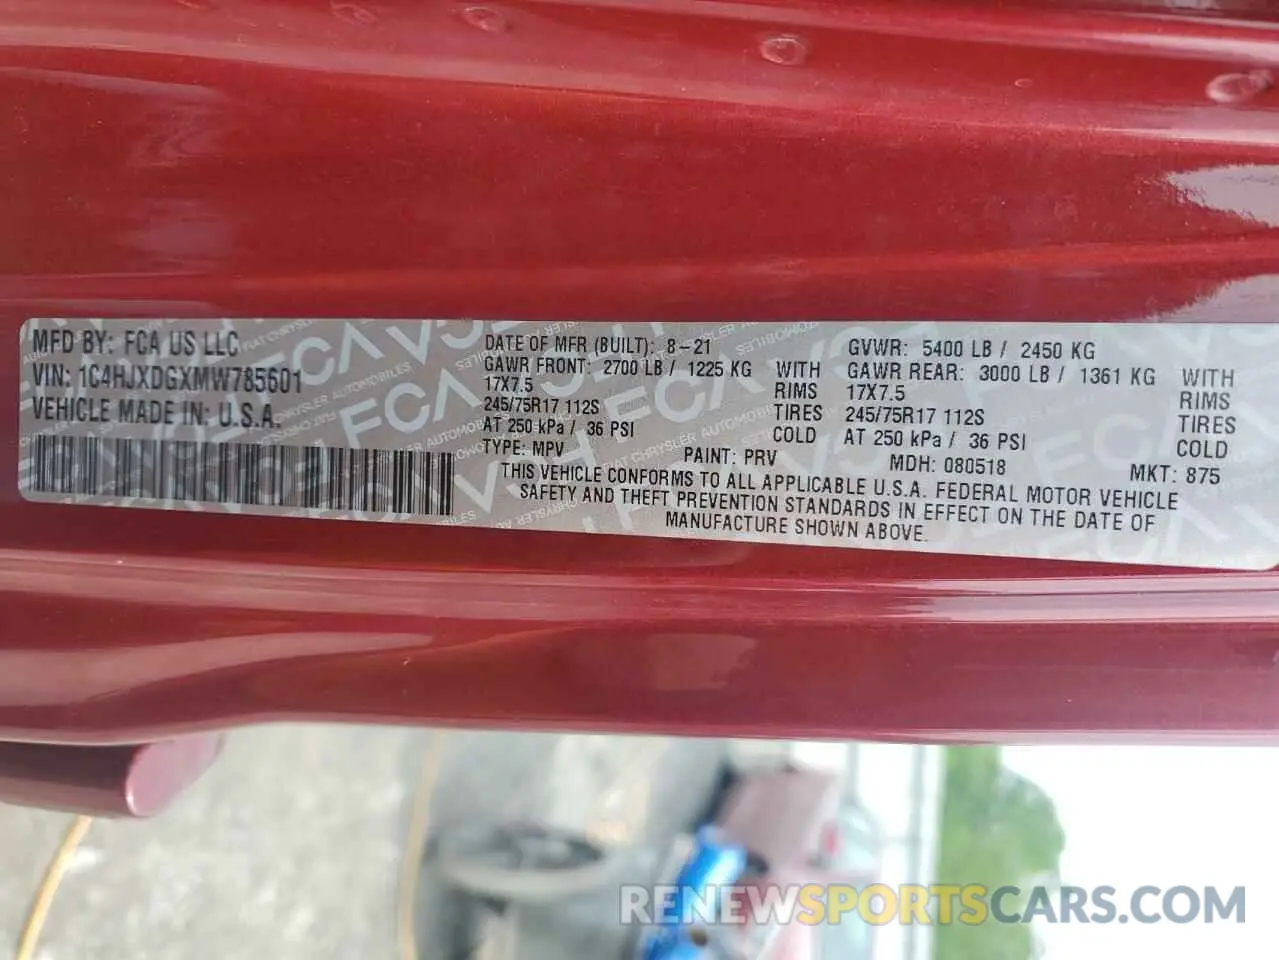 MFD BY: FCA US LLC
VIN: 1C4HJXDGXMW785601
VEHICLE MADE IN: U.S.A.
DATE OF MFR (BUILT): 8-21
GAWR FRONT: 2700 LB / 1225 KG WITH
17X7.5 RIMS
245/75R17 112S TIRES
AT 250 kPa / 36 PSI COLD
GVWR: 5400 LB / 2450 KG
GAWR REAR: 3000 LB / 1361 KG WITH
17X7.5 RIMS
245/75R17 112S TIRES
AT 250 kPa / 36 PSI COLD
TYPE: MPV PAINT: PRV MDH: 080518 MKT: 875
THIS VEHICLE CONFORMS TO ALL APPLICABLE U.S.A. FEDERAL MOTOR VEHICLE
SAFETY AND THEFT PREVENTION STANDARDS IN EFFECT ON THE DATE OF
MANUFACTURE SHOWN ABOVE.
RENEWSPORTSCARS.COM/875